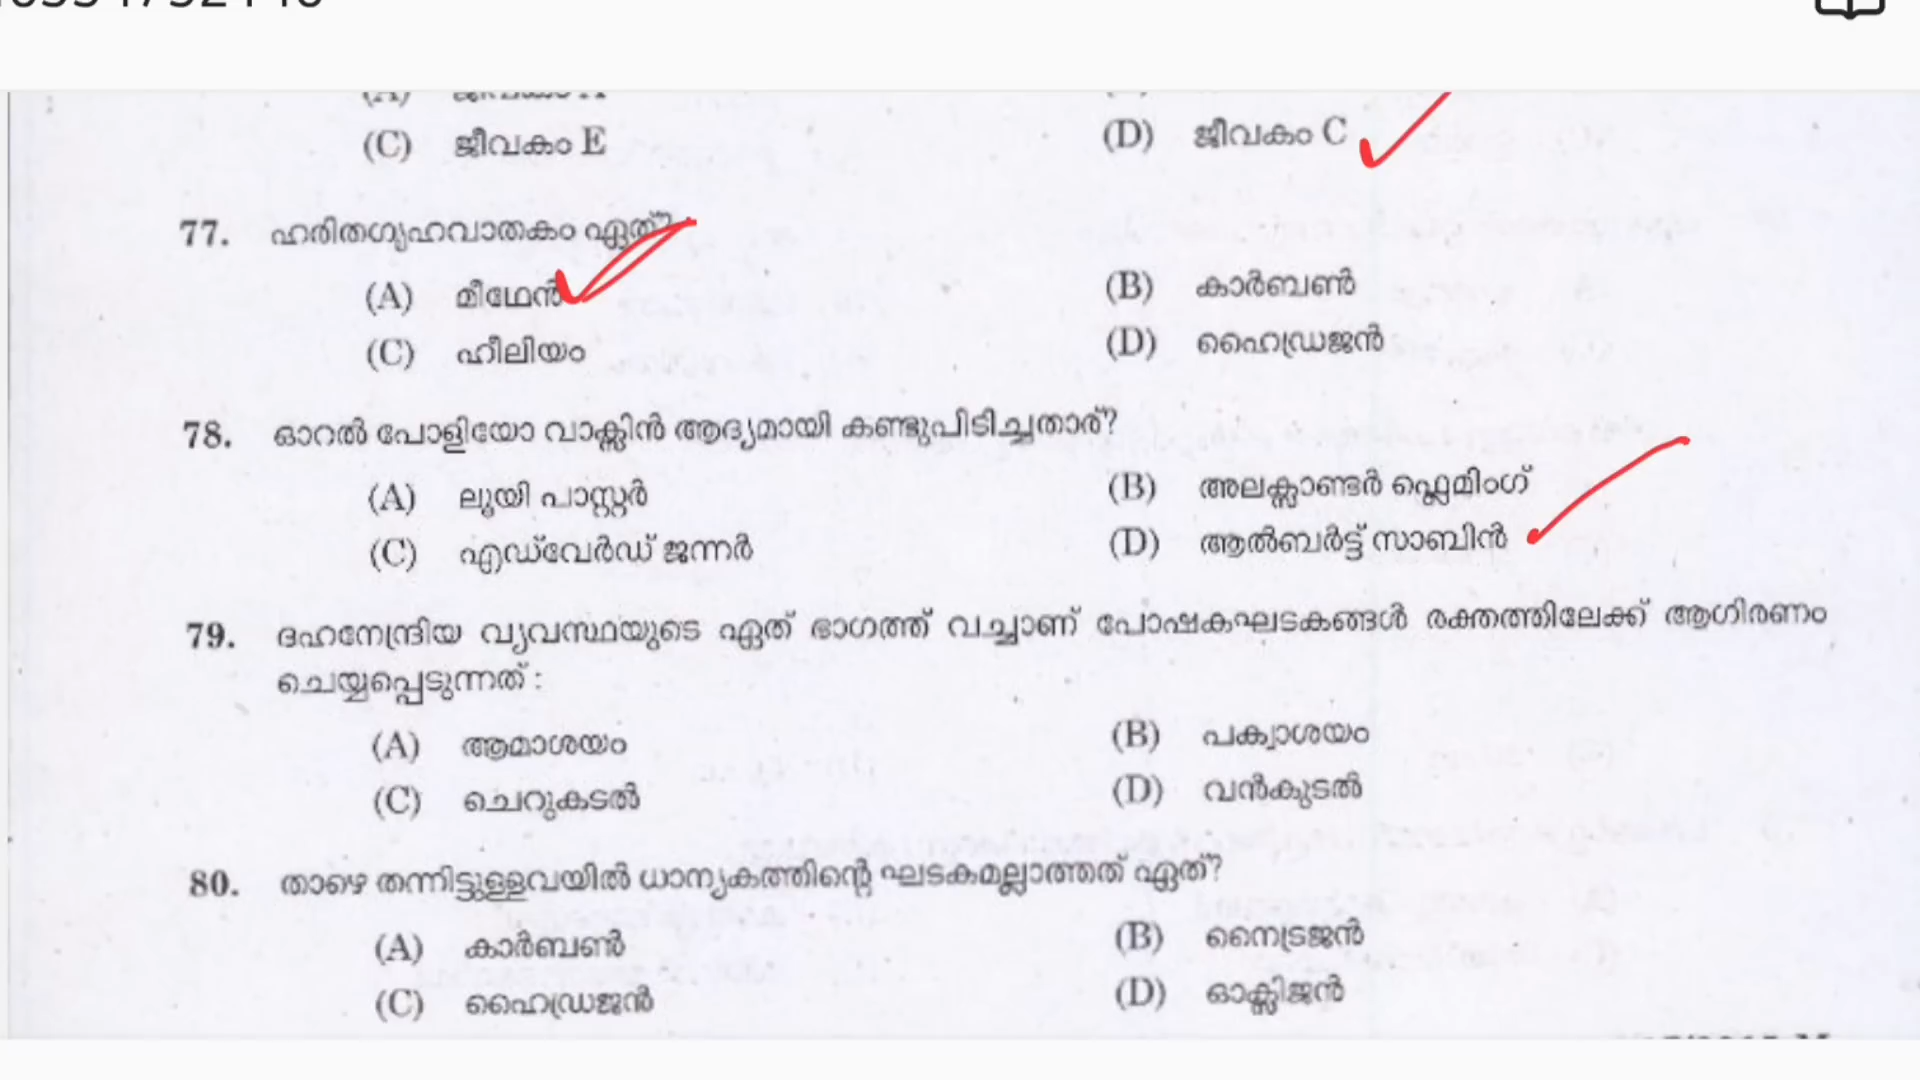 (C) ജീവകം E (D) ജീവകം C
77. ഹരിതഗൃഹവാതകം ഏത്?
(A) മീഥേൻ (B) കാർബൺ
(C) ഹീലിയം (D) ഹൈഡ്രജൻ
78. ഓറൽ പോളിയോ വാക്സിൻ ആദ്യമായി കണ്ടുപിടിച്ചതാര്?
(A) ലൂയി പാസ്റ്റർ (B) അലക്സാണ്ടർ ഫ്ലെമിംഗ്
(C) എഡ്‌വേർഡ് ജന്നർ (D) ആൽബർട്ട് സാബിൻ
79. ദഹനേന്ദ്രിയ വ്യവസ്ഥയുടെ ഏത് ഭാഗത്ത് വച്ചാണ് പോഷകഘടകങ്ങൾ രക്തത്തിലേക്ക് ആഗിരണം
ചെയ്യപ്പെടുന്നത് :
(A) ആമാശയം (B) പക്വാശയം
(C) ചെറുകടൽ (D) വൻകുടൽ
80. താഴെ തന്നിട്ടുള്ളവയിൽ ധാന്യകത്തിന്റെ ഘടകമല്ലാത്തത് ഏത്?
(A) കാർബൺ (B) നൈട്രജൻ
(C) ഹൈഡ്രജൻ (D) ഓക്സിജൻ